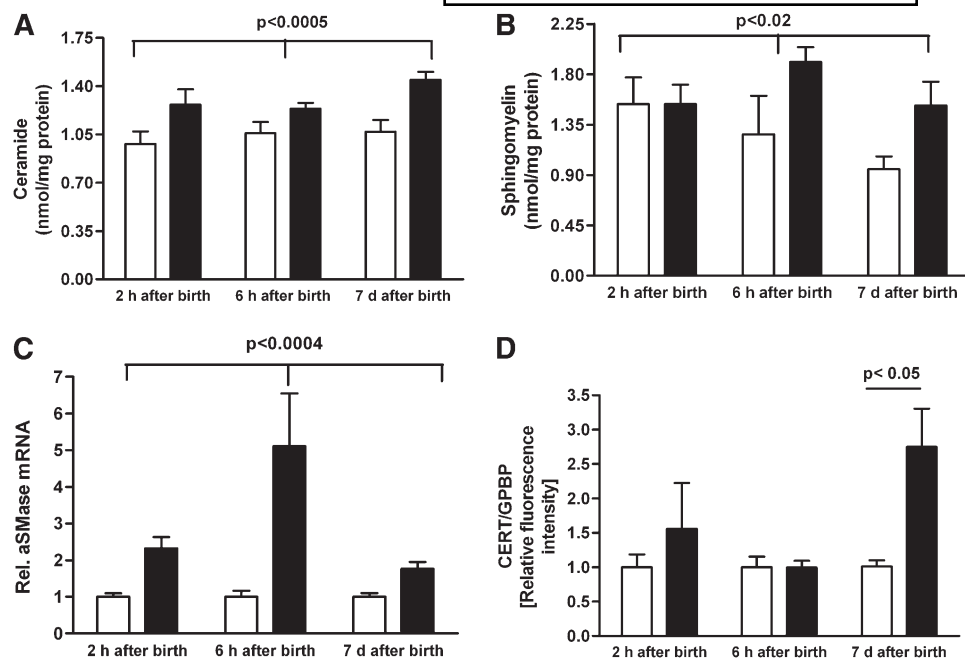 A
p<0.0005
Ceramide
(nmol/mg protein)
1.75
1.40
1.05
0.70
0.35
0.00
2 h after birth
6 h after birth
7 d after birth
B
p<0.02
Sphingomyelin
(nmol/mg protein)
2.25
1.80
1.35
0.90
0.45
0.00
2 h after birth
6 h after birth
7 d after birth
C
p<0.0004
Rel. aSMase mRNA
7
6
5
4
3
2
1
0
2 h after birth
6 h after birth
7 d after birth
D
p< 0.05
CERT/GPBP
[Relative fluorescence
intensity]
3.5
3.0
2.5
2.0
1.5
1.0
0.5
0.0
2 h after birth
6 h after birth
7 d after birth